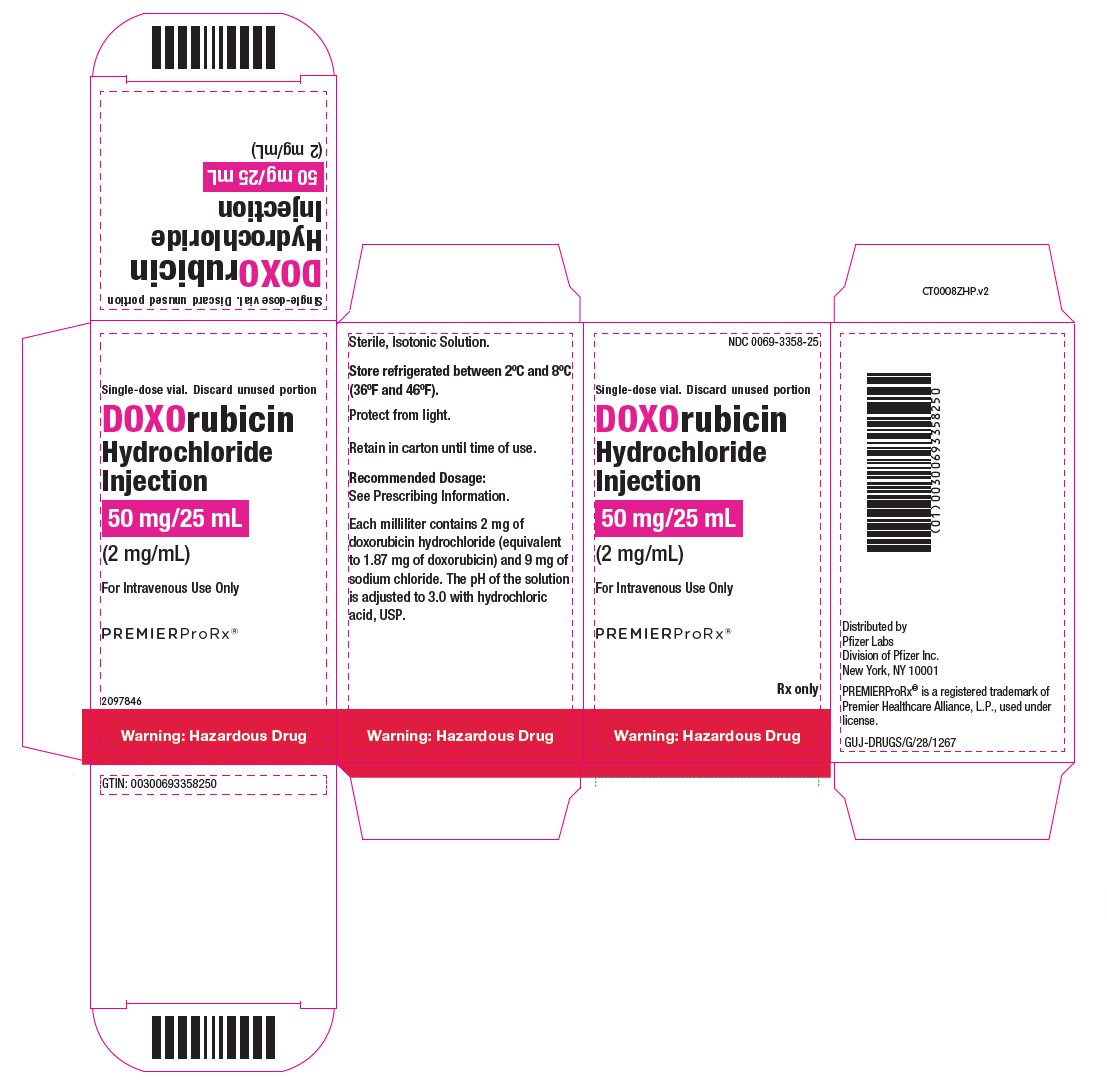 (2 mg/mL)
50 mg/25 mL
Injection
Hydrochloride
DOXOrubicin
Single-dose vial. Discard unused portion
Single-dose vial. Discard unused portion
DOXOrubicin
Hydrochloride
Injection
50 mg/25 mL
(2 mg/mL)
For Intravenous Use Only
PREMIERProRx®
2097846
Warning: Hazardous Drug
GTIN: 00300693358250
Sterile, Isotonic Solution.
Store refrigerated between 2ºC and 8ºC
(36ºF and 46ºF).
Protect from light.
Retain in carton until time of use.
Recommended Dosage:
See Prescribing Information.
Each milliliter contains 2 mg of
doxorubicin hydrochloride (equivalent
to 1.87 mg of doxorubicin) and 9 mg of
sodium chloride. The pH of the solution
is adjusted to 3.0 with hydrochloric
acid, USP.
Warning: Hazardous Drug
NDC 0069-3358-25
Single-dose vial. Discard unused portion
DOXOrubicin
Hydrochloride
Injection
50 mg/25 mL
(2 mg/mL)
For Intravenous Use Only
PREMIERProRx®
Rx only
Warning: Hazardous Drug
CT0008ZHP.v2
(01)00300693358250
Distributed by
Pfizer Labs
Division of Pfizer Inc.
New York, NY 10001
PREMIERProRx® is a registered trademark of
Premier Healthcare Alliance, L.P., used under
license.
GUJ-DRUGS/G/28/1267